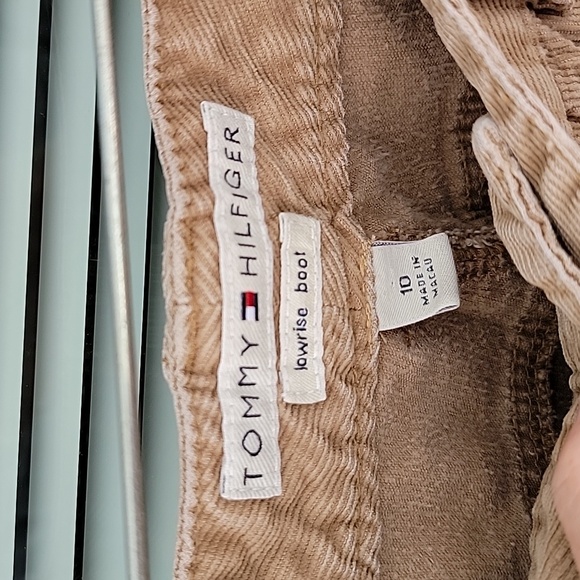 TOMMY HILFIGER
lowrise boot
10
MADE IN
MACAU